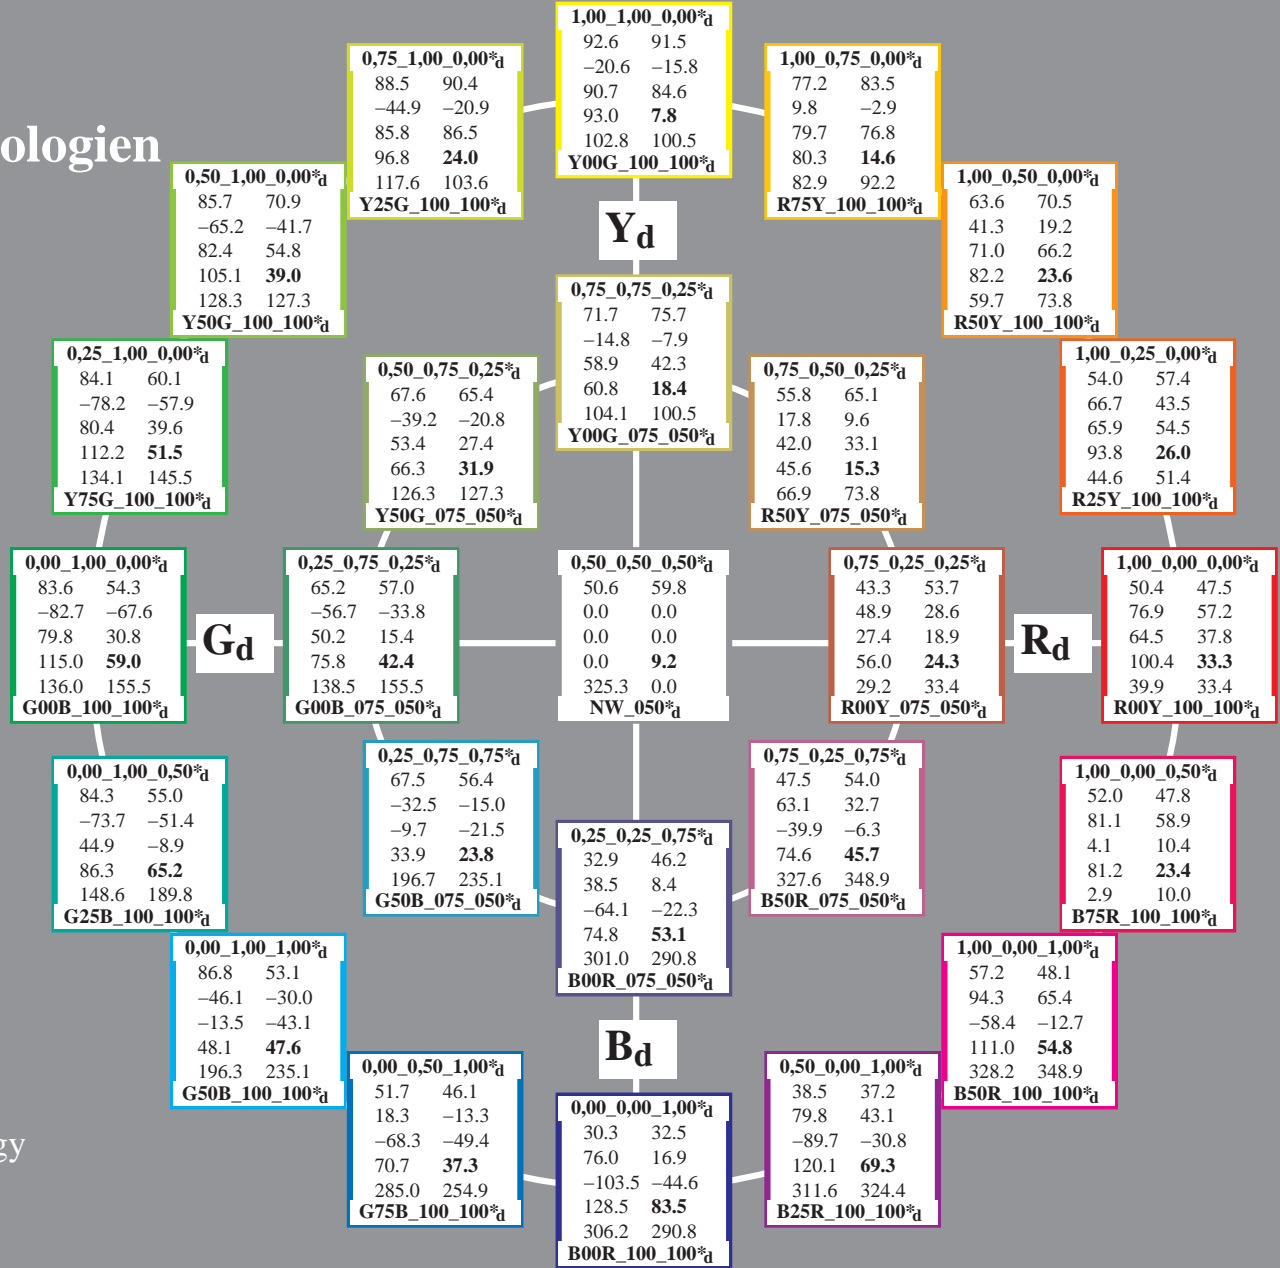 1,00_1,00_0,00*d
92.6 91.5
–20.6 –15.8
90.7 84.6
93.0 7.8
102.8 100.5
Y00G_100_100*d
0,75_1,00_0,00*d
88.5 90.4
–44.9 –20.9
85.8 86.5
96.8 24.0
117.6 103.6
Y25G_100_100*d
1,00_0,75_0,00*d
77.2 83.5
9.8 –2.9
79.7 76.8
80.3 14.6
82.9 92.2
R75Y_100_100*d
ologien
0,50_1,00_0,00*d
85.7 70.9
–65.2 –41.7
82.4 54.8
105.1 39.0
128.3 127.3
Y50G_100_100*d
Yd
1,00_0,50_0,00*d
63.6 70.5
41.3 19.2
71.0 66.2
82.2 23.6
59.7 73.8
R50Y_100_100*d
0,75_0,75_0,25*d
71.7 75.7
–14.8 –7.9
58.9 42.3
60.8 18.4
104.1 100.5
Y00G_075_050*d
0,25_1,00_0,00*d
84.1 60.1
–78.2 –57.9
80.4 39.6
112.2 51.5
134.1 145.5
Y75G_100_100*d
0,50_0,75_0,25*d
67.6 65.4
–39.2 –20.8
53.4 27.4
66.3 31.9
126.3 127.3
Y50G_075_050*d
0,75_0,50_0,25*d
55.8 65.1
17.8 9.6
42.0 33.1
45.6 15.3
66.9 73.8
R50Y_075_050*d
1,00_0,25_0,00*d
54.0 57.4
66.7 43.5
65.9 54.5
93.8 26.0
44.6 51.4
R25Y_100_100*d
0,00_1,00_0,00*d
83.6 54.3
–82.7 –67.6
79.8 30.8
115.0 59.0
136.0 155.5
G00B_100_100*d
Gd
0,25_0,75_0,25*d
65.2 57.0
–56.7 –33.8
50.2 15.4
75.8 42.4
138.5 155.5
G00B_075_050*d
0,50_0,50_0,50*d
50.6 59.8
0.0 0.0
0.0 0.0
0.0 9.2
325.3 0.0
NW_050*d
0,75_0,25_0,25*d
43.3 53.7
48.9 28.6
27.4 18.9
56.0 24.3
29.2 33.4
R00Y_075_050*d
Rd
1,00_0,00_0,00*d
50.4 47.5
76.9 57.2
64.5 37.8
100.4 33.3
39.9 33.4
R00Y_100_100*d
0,00_1,00_0,50*d
84.3 55.0
–73.7 –51.4
44.9 –8.9
86.3 65.2
148.6 189.8
G25B_100_100*d
0,25_0,75_0,75*d
67.5 56.4
–32.5 –15.0
–9.7 –21.5
33.9 23.8
196.7 235.1
G50B_075_050*d
0,75_0,25_0,75*d
47.5 54.0
63.1 32.7
–39.9 –6.3
74.6 45.7
327.6 348.9
B50R_075_050*d
1,00_0,00_0,50*d
52.0 47.8
81.1 58.9
4.1 10.4
81.2 23.4
2.9 10.0
B75R_100_100*d
0,25_0,25_0,75*d
32.9 46.2
38.5 8.4
–64.1 –22.3
74.8 53.1
301.0 290.8
B00R_075_050*d
0,00_1,00_1,00*d
86.8 53.1
–46.1 –30.0
–13.5 –43.1
48.1 47.6
196.3 235.1
G50B_100_100*d
1,00_0,00_1,00*d
57.2 48.1
94.3 65.4
–58.4 –12.7
111.0 54.8
328.2 348.9
B50R_100_100*d
Bd
0,00_0,50_1,00*d
51.7 46.1
18.3 –13.3
–68.3 –49.4
70.7 37.3
285.0 254.9
G75B_100_100*d
0,50_0,00_1,00*d
38.5 37.2
79.8 43.1
–89.7 –30.8
120.1 69.3
311.6 324.4
B25R_100_100*d
0,00_0,00_1,00*d
30.3 32.5
76.0 16.9
–103.5 –44.6
128.5 83.5
306.2 290.8
B00R_100_100*d
gy